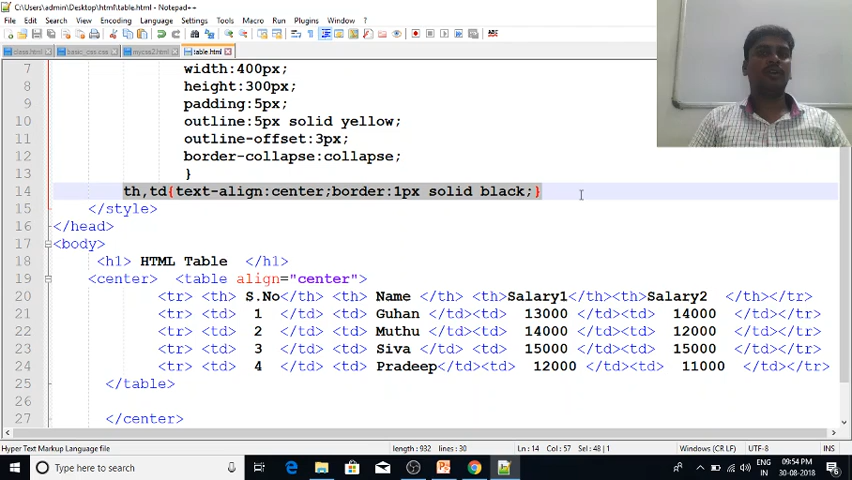 C:\Users\admin\Desktop\html\table.html - Notepad++
File Edit Search View Encoding Language Settings Tools Macro Run Plugins Window ?
class.html basic_css.css mycss2.html table.html
7 width:400px;
8 height:300px;
9 padding:5px;
10 outline:5px solid yellow;
11 outline-offset:3px;
12 border-collapse:collapse;
13 }
14 th,td{text-align:center;border:1px solid black;}
15 </style>
16 </head>
17 <body>
18 <h1> HTML Table </h1>
19 <center> <table align="center">
20 <tr> <th> S.No</th> <th> Name </th> <th>Salary1</th><th>Salary2 </th></tr>
21 <tr> <td> 1 </td> <td> Guhan </td><td> 13000 </td><td> 14000 </td></tr>
22 <tr> <td> 2 </td> <td> Muthu </td><td> 14000 </td><td> 12000 </td></tr>
23 <tr> <td> 3 </td> <td> Siva </td><td> 15000 </td><td> 15000 </td></tr>
24 <tr> <td> 4 </td> <td> Pradeep</td><td> 12000 </td><td> 11000 </td></tr>
25 </table>
26
27 </center>
Hyper Text Markup Language file length : 932 lines : 30 Ln : 14 Col : 57 Sel : 48 | 1 Windows (CR LF) UTF-8 INS
Type here to search
ENG
IN
09:54 PM
30-08-2018